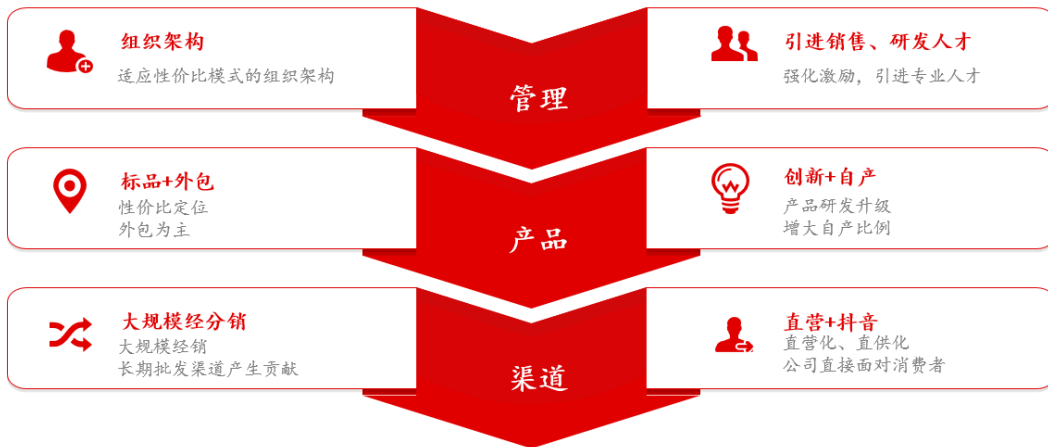 组织架构
适应性价比模式的组织架构
管理
引进销售、研发人才
强化激励，引进专业人才
标品+外包
性价比定位
外包为主
产品
创新+自产
产品研发升级
增大自产比例
大规模经分销
大规模经销
长期批发渠道产生贡献
渠道
直营+抖音
直营化、直供化
公司直接面对消费者